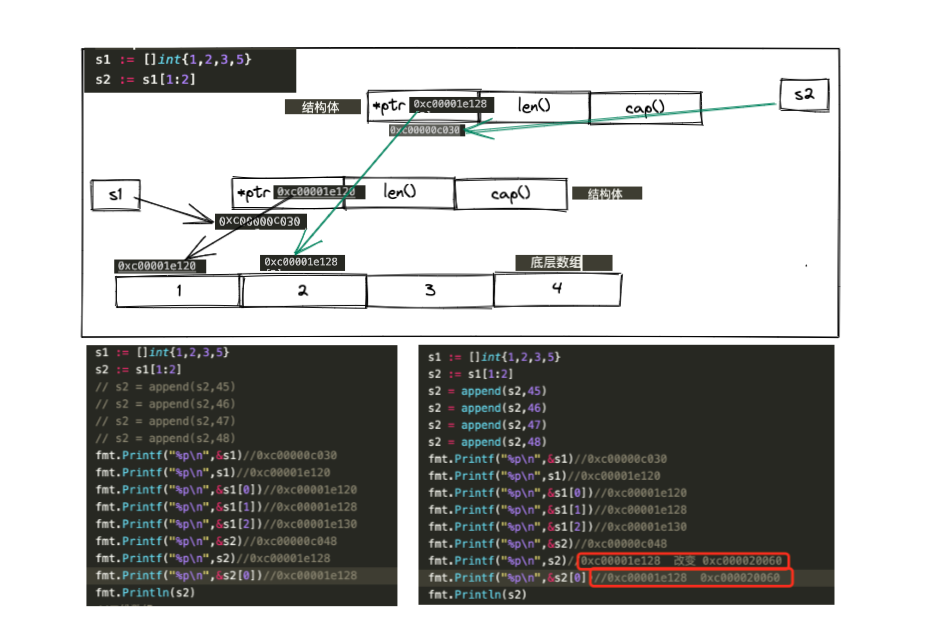 s1 := []int{1,2,3,5}
s2 := s1[1:2]
s2
结构体
*ptr 0xc00001e128 len() cap()
0xc00000c030
s1
*ptr 0xc00001e120 len() cap() 结构体
0xc00000c030
0xc00001e120
0xc00001e128
底层数组
1 2 3 4
s1 := []int{1,2,3,5}
s2 := s1[1:2]
// s2 = append(s2,45)
// s2 = append(s2,46)
// s2 = append(s2,47)
// s2 = append(s2,48)
fmt.Printf("%p\n",&s1)//0xc00000c030
fmt.Printf("%p\n",s1)//0xc00001e120
fmt.Printf("%p\n",&s1[0])//0xc00001e120
fmt.Printf("%p\n",&s1[1])//0xc00001e128
fmt.Printf("%p\n",&s1[2])//0xc00001e130
fmt.Printf("%p\n",&s2)//0xc00000c048
fmt.Printf("%p\n",s2)//0xc00001e128
fmt.Printf("%p\n",&s2[0])//0xc00001e128
fmt.Println(s2)
s1 := []int{1,2,3,5}
s2 := s1[1:2]
s2 = append(s2,45)
s2 = append(s2,46)
s2 = append(s2,47)
s2 = append(s2,48)
fmt.Printf("%p\n",&s1)//0xc00000c030
fmt.Printf("%p\n",s1)//0xc00001e120
fmt.Printf("%p\n",&s1[0])//0xc00001e120
fmt.Printf("%p\n",&s1[1])//0xc00001e128
fmt.Printf("%p\n",&s1[2])//0xc00001e130
fmt.Printf("%p\n",&s2)//0xc00000c048
fmt.Printf("%p\n",s2)//0xc00001e128 改变 0xc000020060
fmt.Printf("%p\n",&s2[0])//0xc00001e128 0xc000020060
fmt.Println(s2)